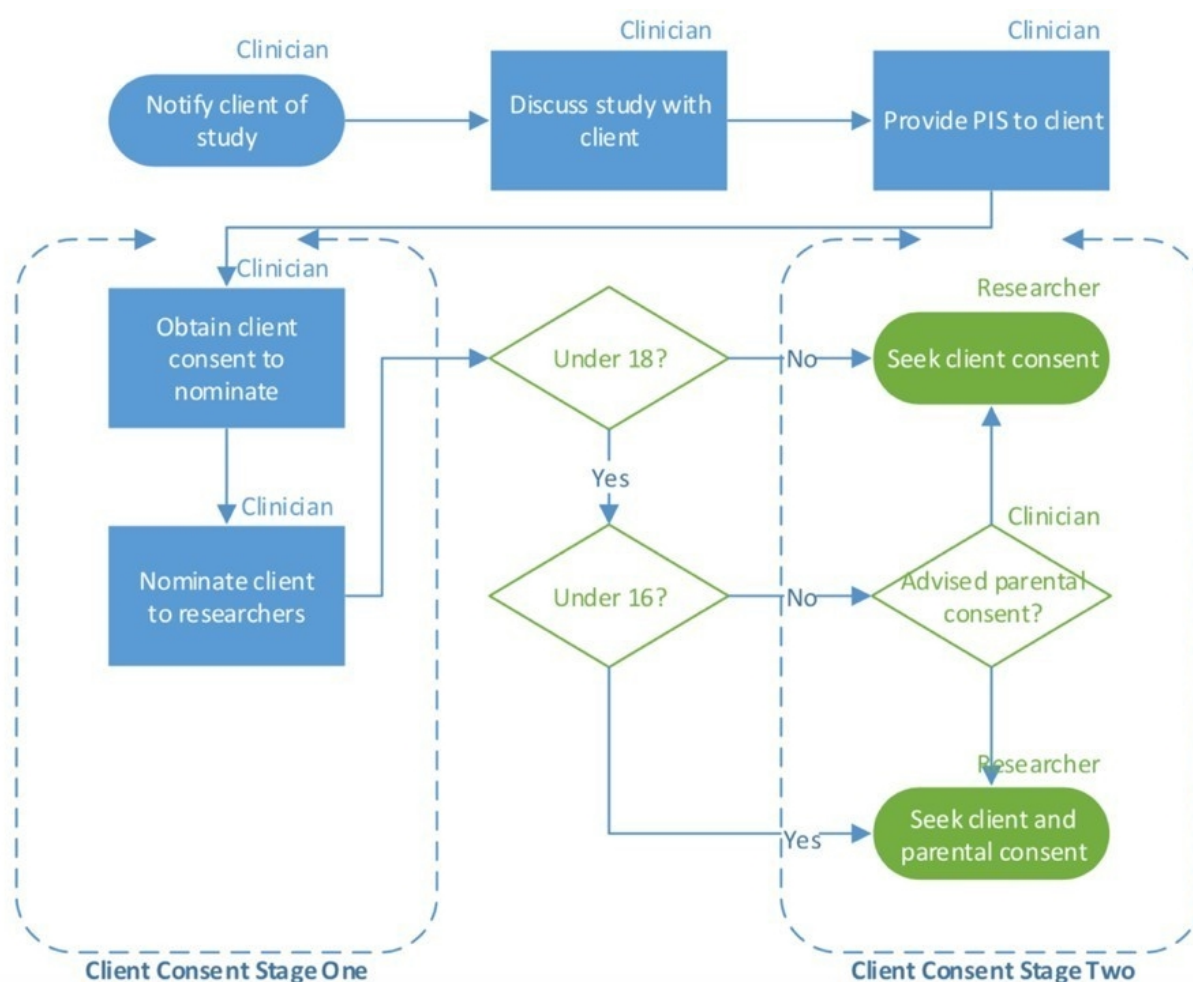 Clinician
Notify client of
study
Clinician
Discuss study with
client
Clinician
Provide PIS to client
Clinician
Obtain client
consent to
nominate
Clinician
Nominate client
to researchers
Under 18?
No
Yes
Under 16?
No
Yes
Researcher
Seek client consent
Clinician
Advised parental
consent?
Researcher
Seek client and
parental consent
Client Consent Stage One
Client Consent Stage Two